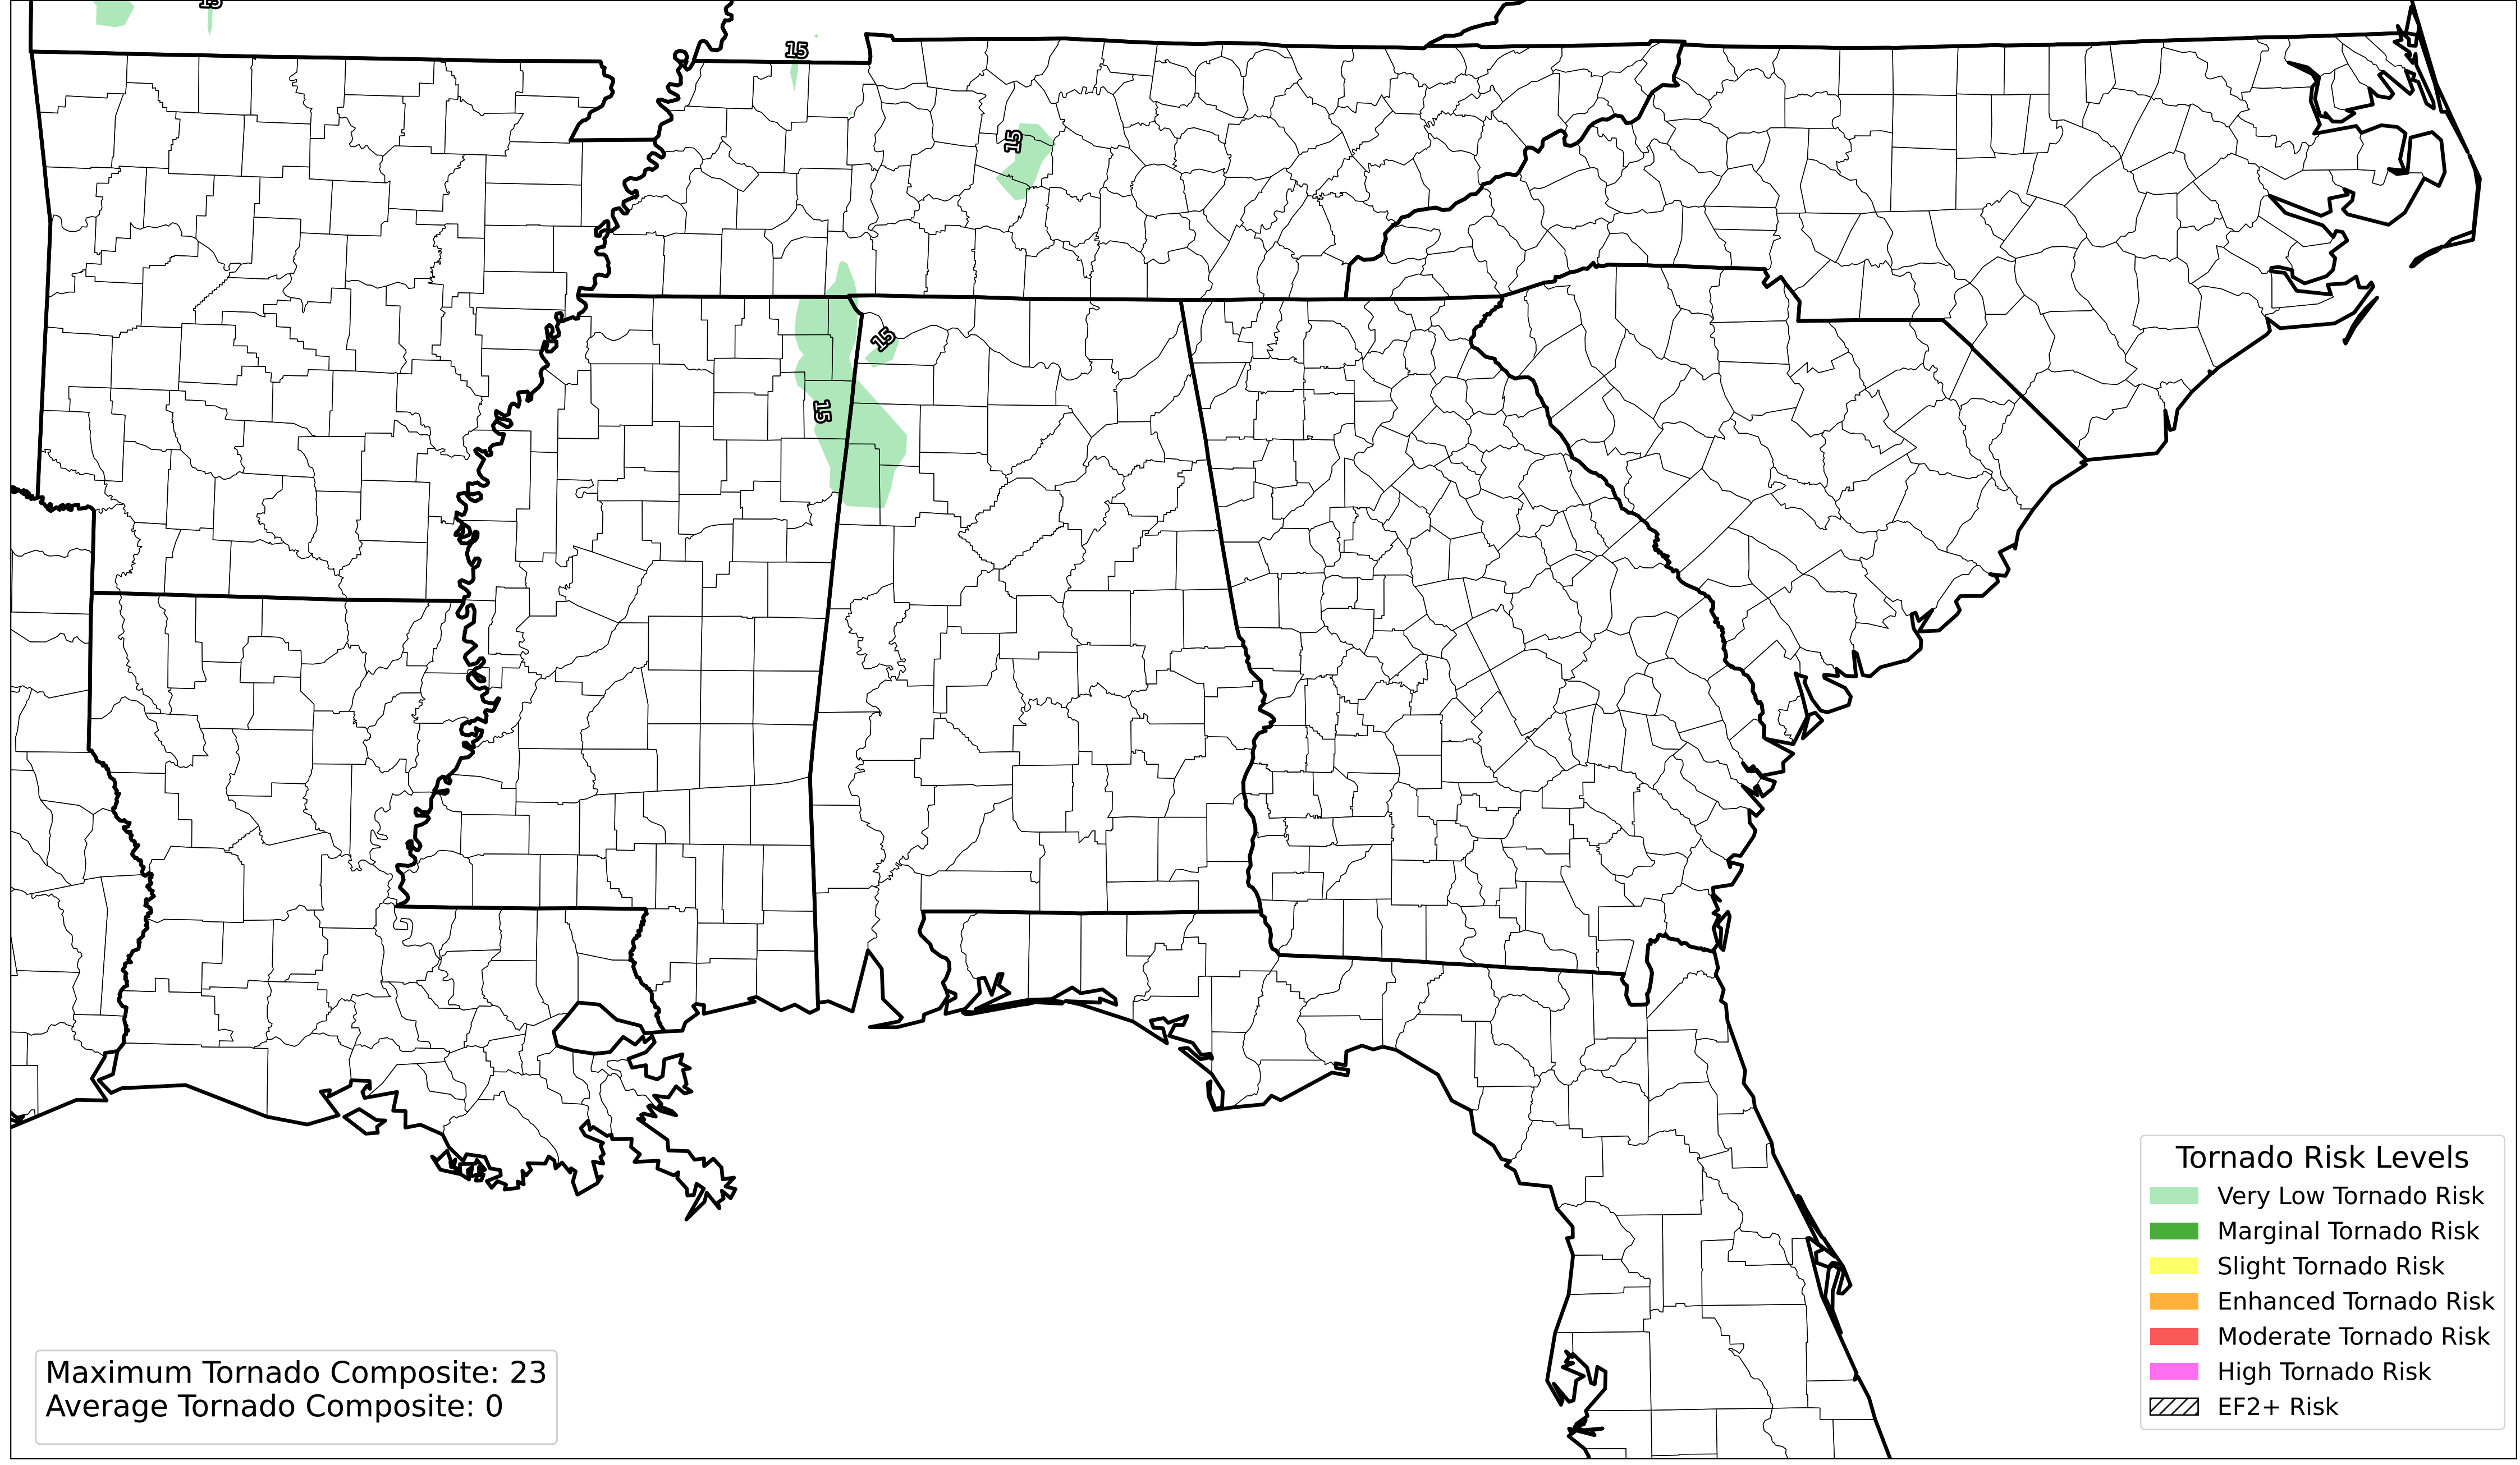 15
15
15
15
15
Tornado Risk Levels
Very Low Tornado Risk
Marginal Tornado Risk
Slight Tornado Risk
Enhanced Tornado Risk
Moderate Tornado Risk
High Tornado Risk
EF2+ Risk
Maximum Tornado Composite: 23
Average Tornado Composite: 0